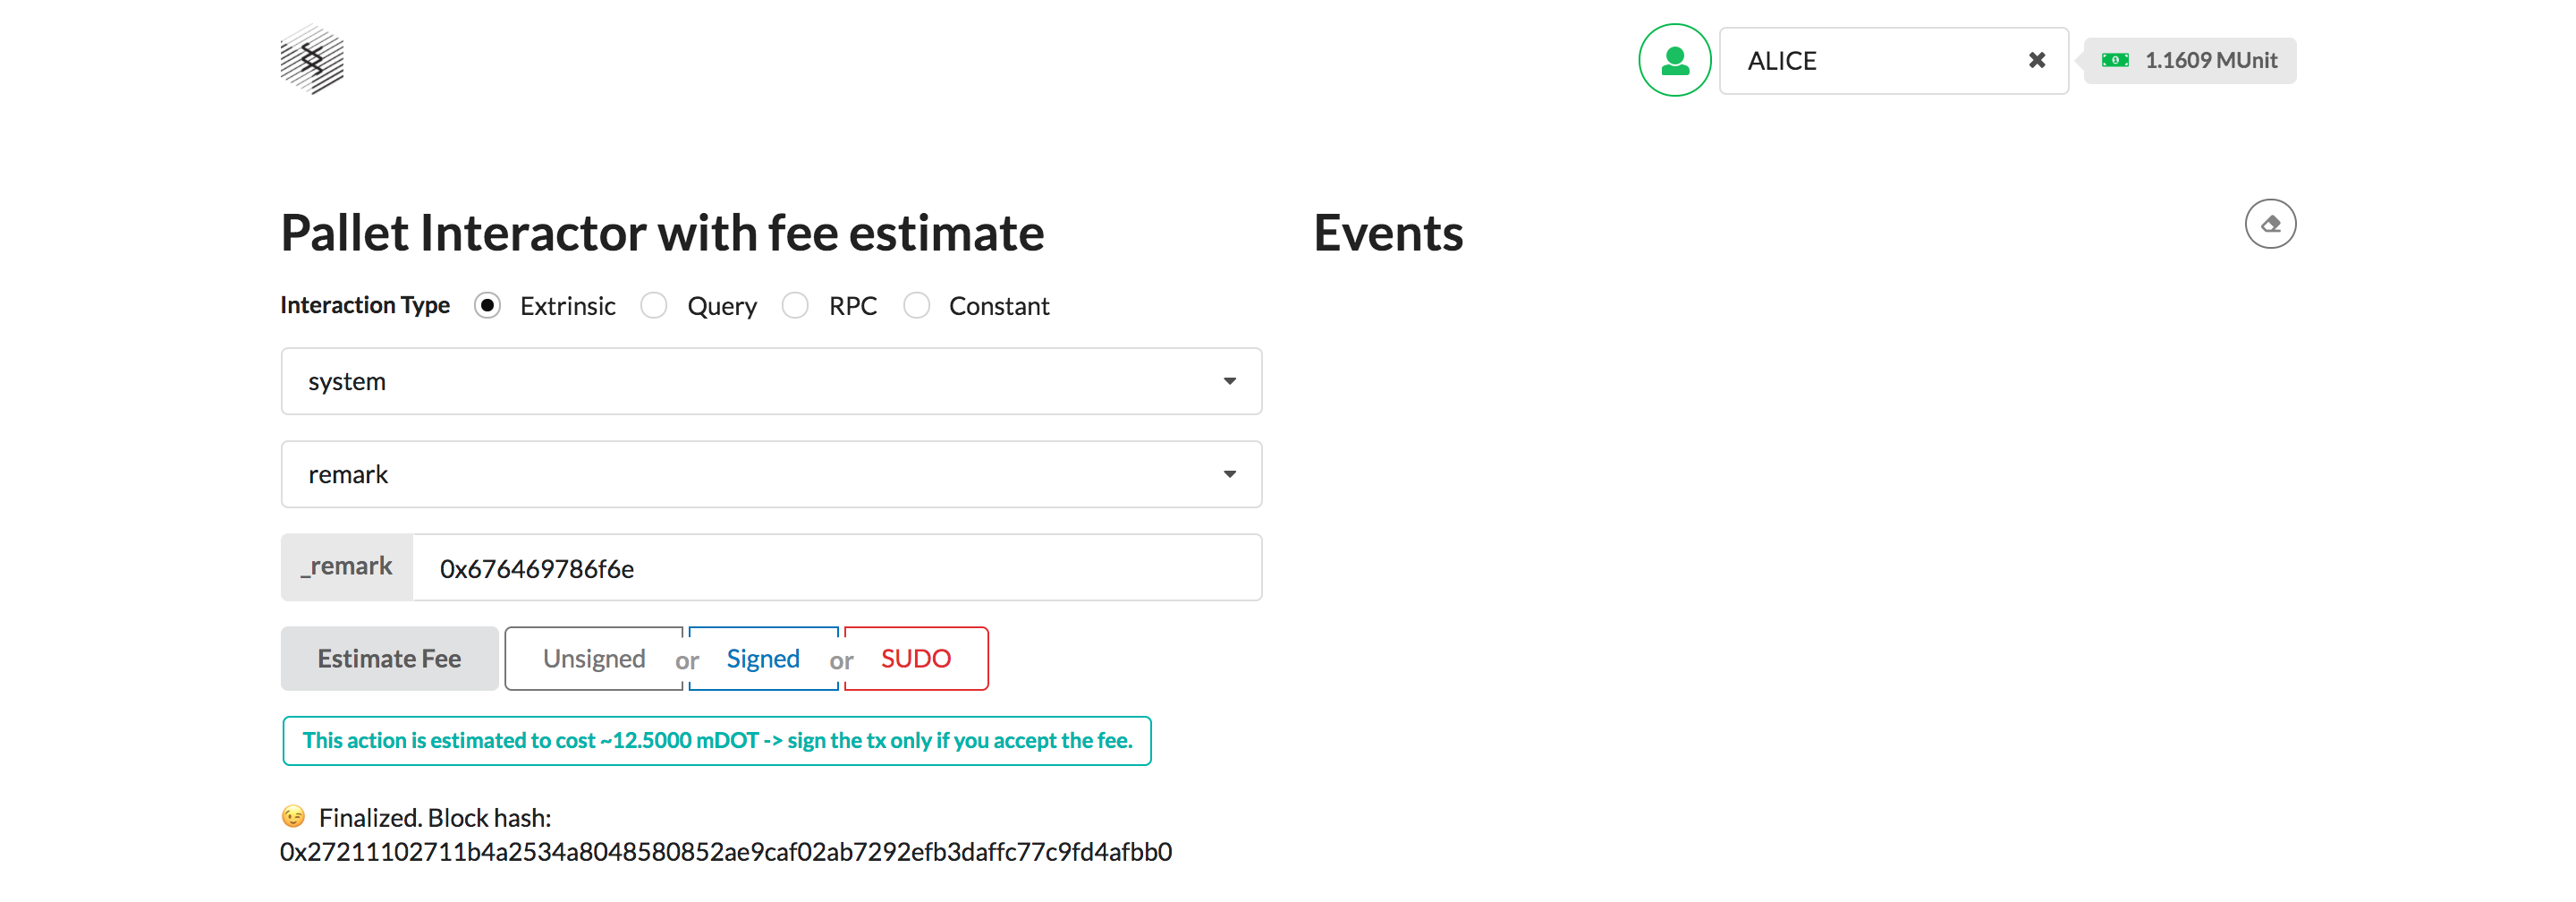 ALICE
1.1609 MUnit
Pallet Interactor with fee estimate
Events
Interaction Type Extrinsic Query RPC Constant
system
remark
_remark 0x676469786f6e
Estimate Fee Unsigned or Signed or SUDO
This action is estimated to cost ~12.5000 mDOT -> sign the tx only if you accept the fee.
😉 Finalized. Block hash:
0x27211102711b4a2534a8048580852ae9caf02ab7292efb3daffc77c9fd4afbb0